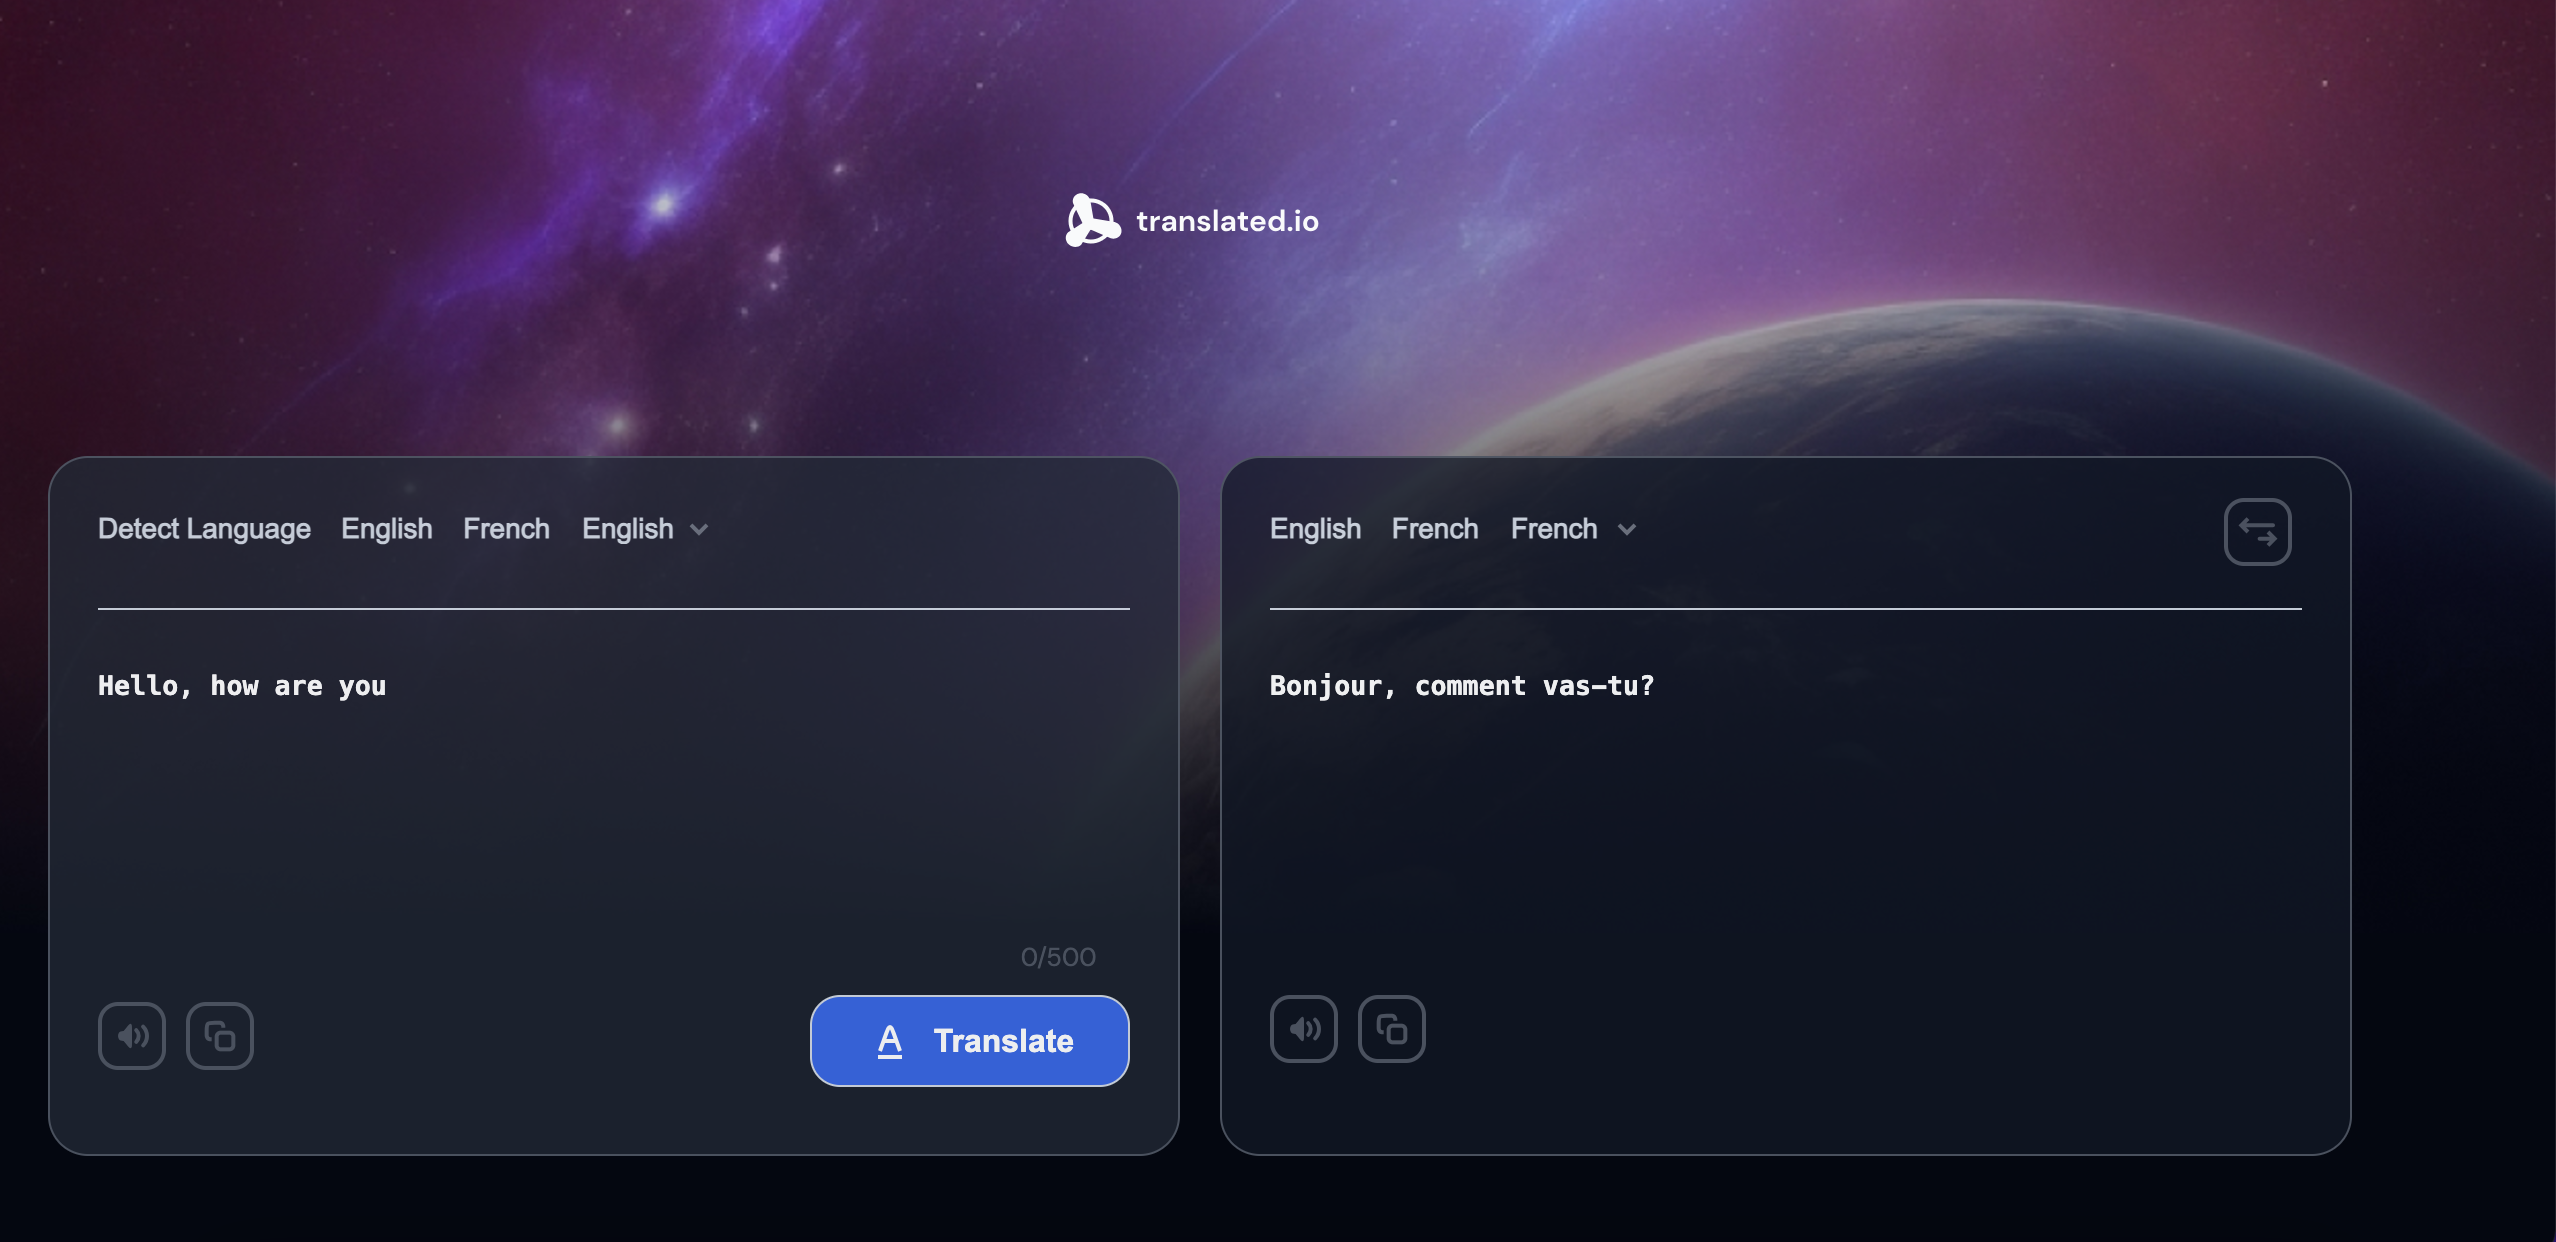 translated.io
Detect Language English French English
Hello, how are you
0/500
A Translate
English French French
Bonjour, comment vas-tu?